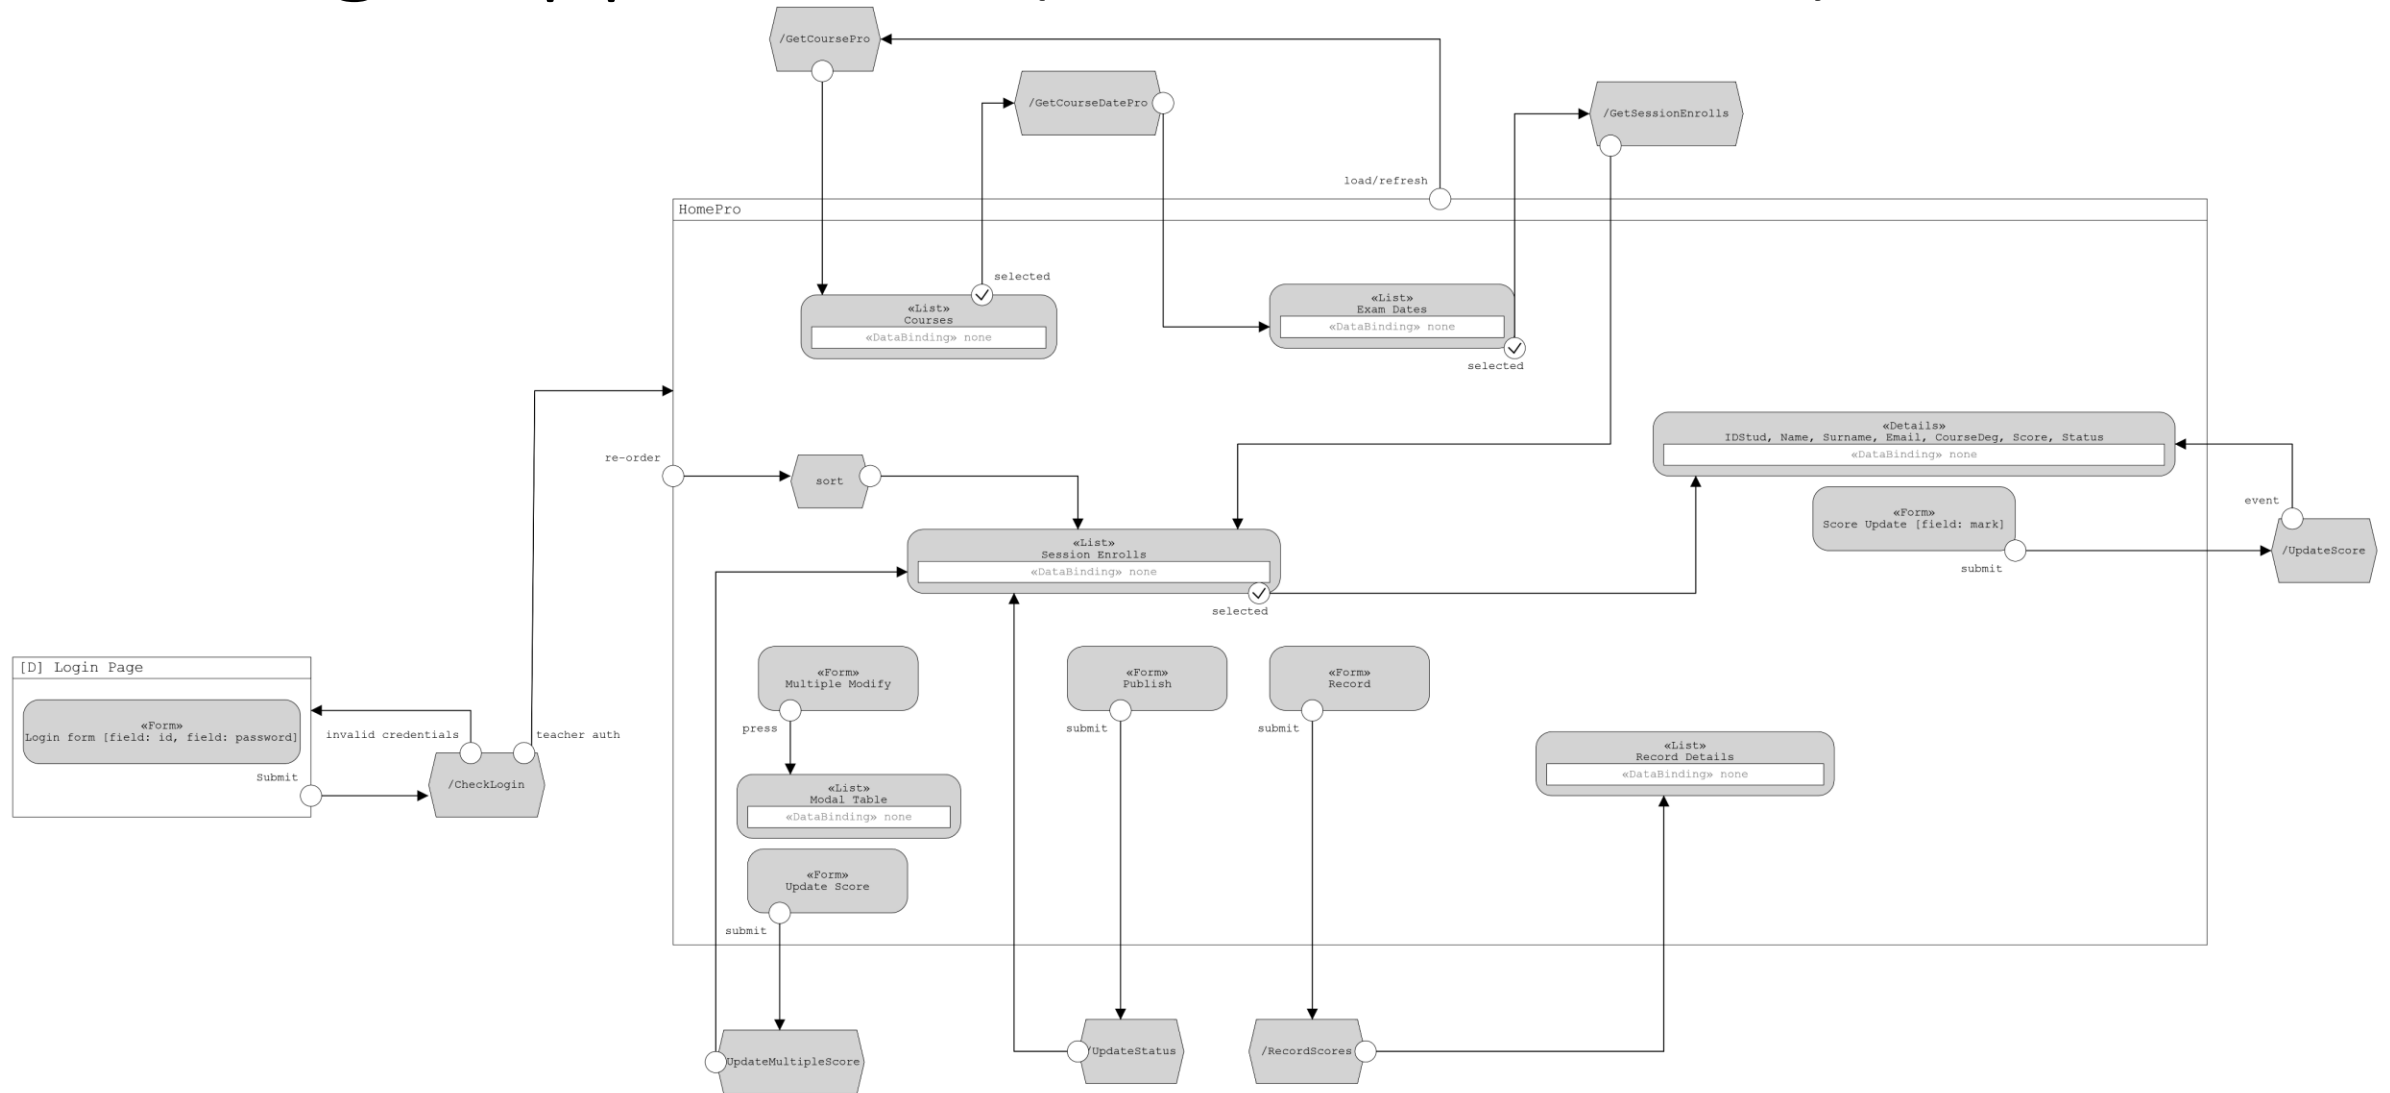 /GetCoursePro
/GetCourseDatePro
/GetSessionEnrolls
load/refresh
HomePro
selected
«List»
Courses
«DataBinding» none
«List»
Exam Dates
«DataBinding» none
selected
«Details»
IDStud, Name, Surname, Email, CourseDeg, Score, Status
«DataBinding» none
re-order
sort
event
«Form»
Score Update [field: mark]
submit
/UpdateScore
«List»
Session Enrolls
«DataBinding» none
selected
[D] Login Page
«Form»
Login form [field: id, field: password]
Submit
invalid credentials
teacher auth
/CheckLogin
«Form»
Multiple Modify
press
«Form»
Publish
submit
«Form»
Record
submit
«List»
Record Details
«DataBinding» none
«List»
Modal Table
«DataBinding» none
«Form»
Update Score
submit
UpdateMultipleScore
/UpdateStatus
/RecordScores